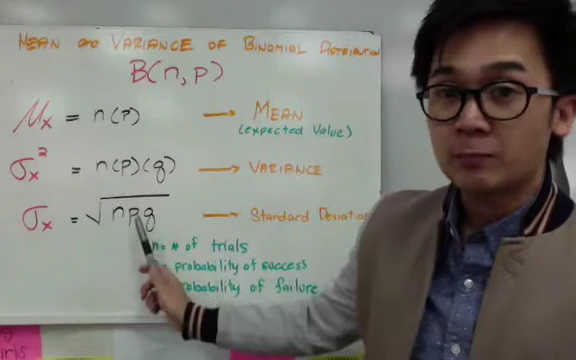 MEAN and VARIANCE OF BINOMIAL DISTRIBUTION
B(n, p)
μx = n(p) → MEAN
(expected value)
σx² = n(p)(q) → VARIANCE
σx = √npq → Standard Deviation
n: # of trials
probability of success
probability of failure